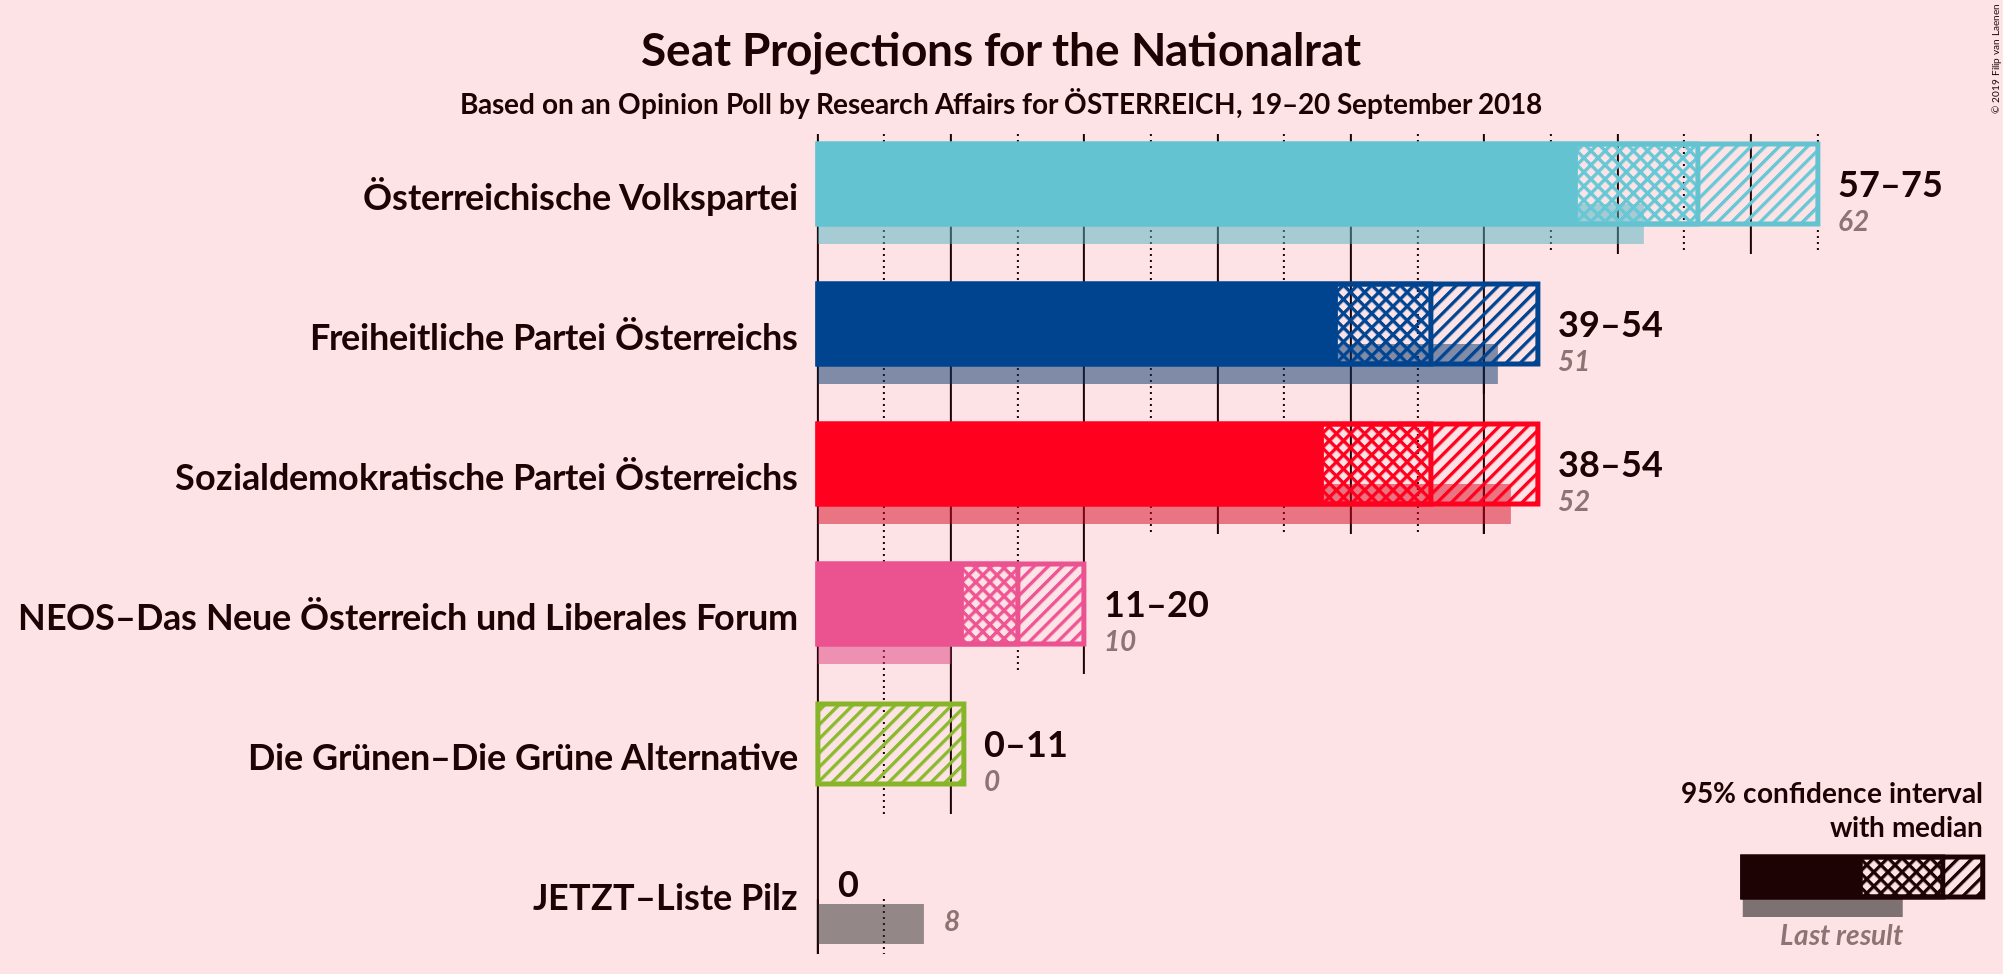 Seat Projections for the Nationalrat
Based on an Opinion Poll by Research Affairs for ÖSTERREICH, 19–20 September 2018
© 2019 Filip van Laenen
Österreichische Volkspartei
57–75
62
Freiheitliche Partei Österreichs
39–54
51
Sozialdemokratische Partei Österreichs
38–54
52
NEOS–Das Neue Österreich und Liberales Forum
11–20
10
Die Grünen–Die Grüne Alternative
0–11
0
JETZT–Liste Pilz
0
8
95% confidence interval
with median
Last result